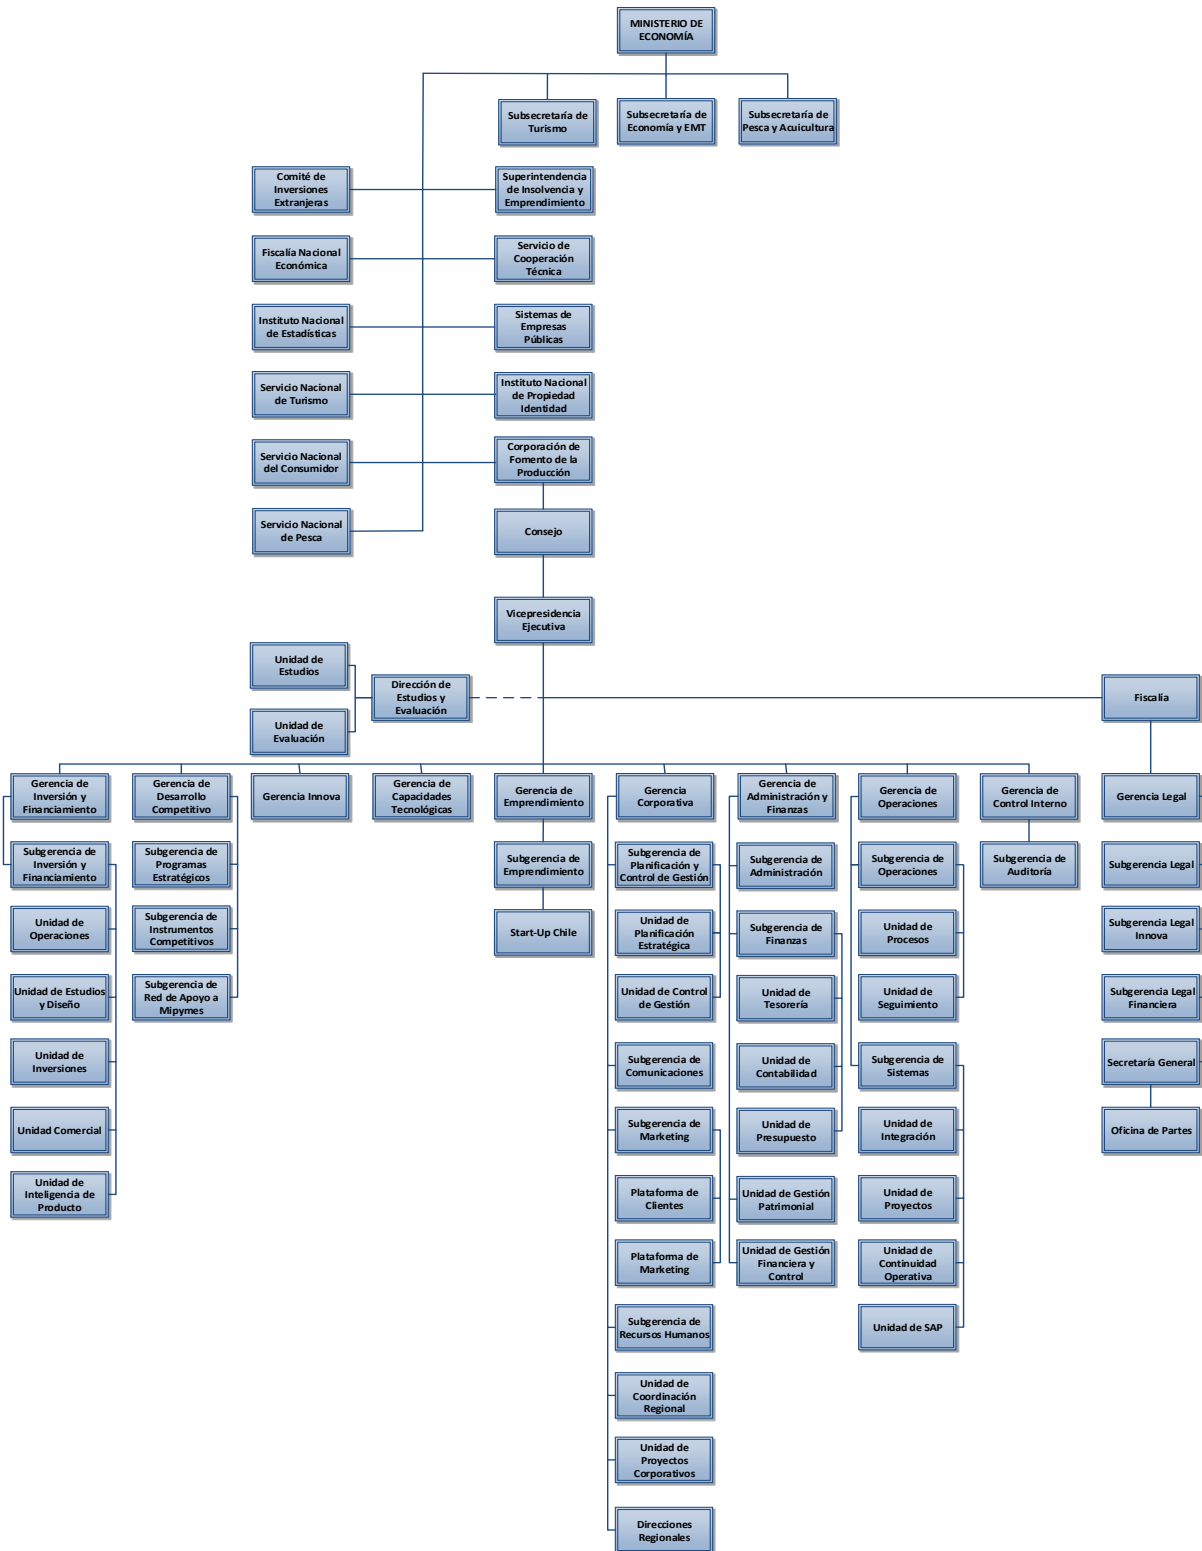 MINISTERIO DE
ECONOMÍA
Subsecretaría de
Turismo
Subsecretaría de
Economía y EMT
Subsecretaría de
Pesca y Acuicultura
Comité de
Inversiones
Extranjeras
Superintendencia
de Insolvencia y
Emprendimiento
Fiscalía Nacional
Económica
Servicio de
Cooperación
Técnica
Instituto Nacional
de Estadísticas
Sistemas de
Empresas
Públicas
Servicio Nacional
de Turismo
Instituto Nacional
de Propiedad
Identidad
Servicio Nacional
del Consumidor
Corporación de
Fomento de la
Producción
Servicio Nacional
de Pesca
Consejo
Vicepresidencia
Ejecutiva
Unidad de
Estudios
Dirección de
Estudios y
Evaluación
Unidad de
Evaluación
Fiscalía
Gerencia de
Inversión y
Financiamiento
Subgerencia de
Inversión y
Financiamiento
Unidad de
Operaciones
Unidad de Estudios
y Diseño
Unidad de
Inversiones
Unidad Comercial
Unidad de
Inteligencia de
Producto
Gerencia de
Desarrollo
Competitivo
Subgerencia de
Programas
Estratégicos
Subgerencia de
Instrumentos
Competitivos
Subgerencia de
Red de Apoyo a
Mipymes
Gerencia Innova
Gerencia de
Capacidades
Tecnológicas
Gerencia de
Emprendimiento
Subgerencia de
Emprendimiento
Start-Up Chile
Gerencia
Corporativa
Subgerencia de
Planificación y
Control de Gestión
Unidad de
Planificación
Estratégica
Unidad de Control
de Gestión
Subgerencia de
Comunicaciones
Subgerencia de
Marketing
Plataforma de
Clientes
Plataforma de
Marketing
Subgerencia de
Recursos Humanos
Unidad de
Coordinación
Regional
Unidad de
Proyectos
Corporativos
Direcciones
Regionales
Gerencia de
Administración y
Finanzas
Subgerencia de
Administración
Subgerencia de
Finanzas
Unidad de
Tesorería
Unidad de
Contabilidad
Unidad de
Presupuesto
Unidad de Gestión
Patrimonial
Unidad de Gestión
Financiera y
Control
Gerencia de
Operaciones
Subgerencia de
Operaciones
Unidad de
Procesos
Unidad de
Seguimiento
Subgerencia de
Sistemas
Unidad de
Integración
Unidad de
Proyectos
Unidad de
Continuidad
Operativa
Unidad de SAP
Gerencia de
Control Interno
Subgerencia de
Auditoría
Gerencia Legal
Subgerencia Legal
Subgerencia Legal
Innova
Subgerencia Legal
Financiera
Secretaría General
Oficina de Partes